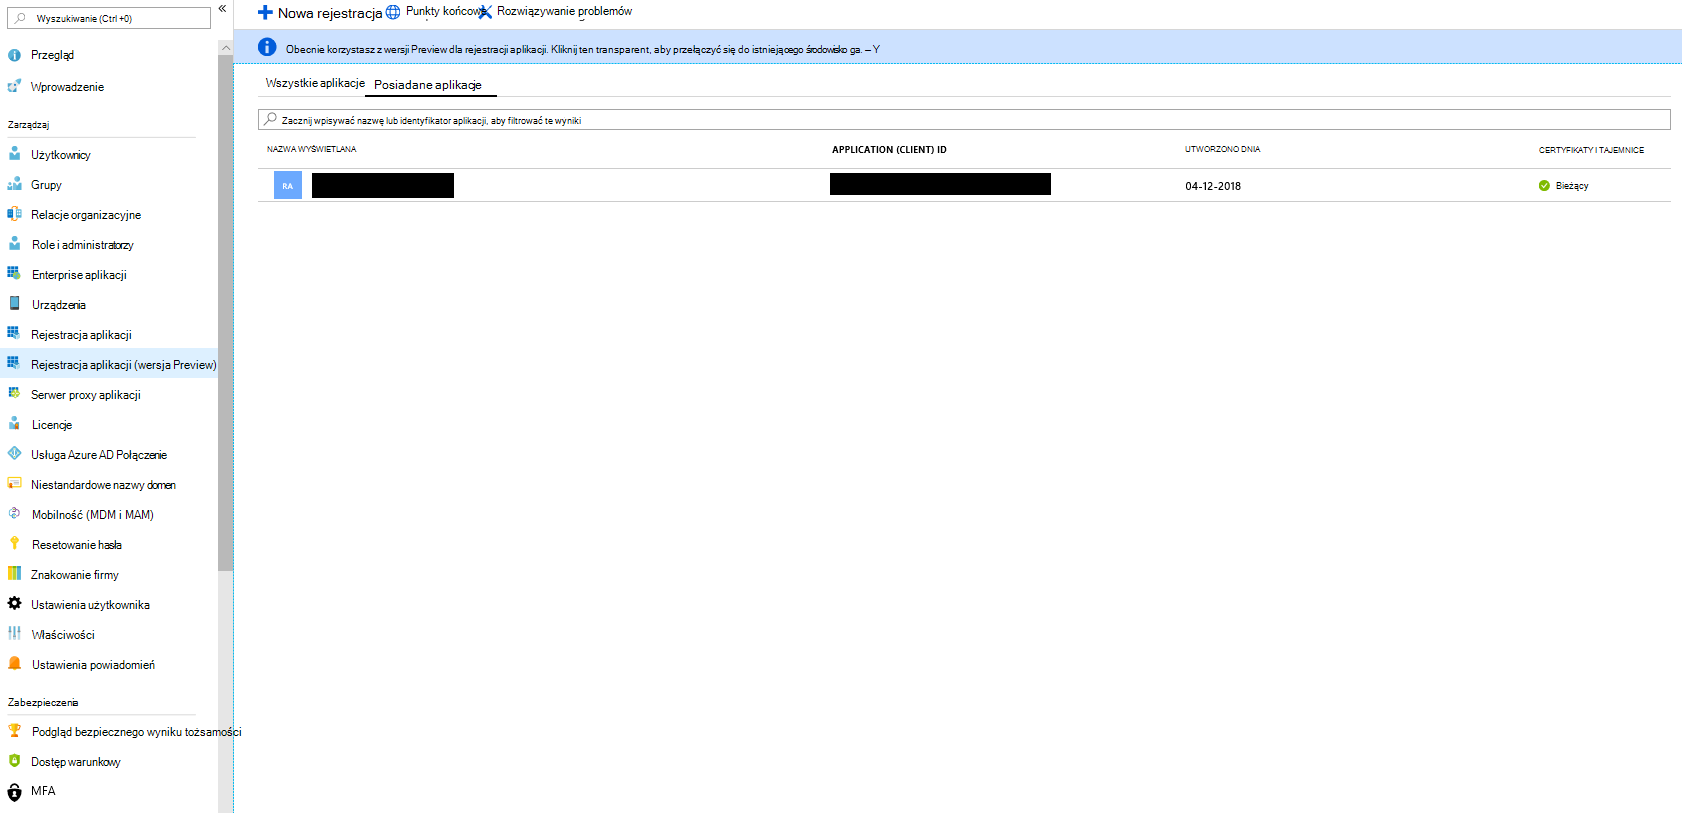 Wyszukiwanie (Ctrl +0)
«
Przegląd
Wprowadzenie
Zarządzaj
Użytkownicy
Grupy
Relacje organizacyjne
Role i administratorzy
Enterprise aplikacji
Urządzenia
Rejestracja aplikacji
Rejestracja aplikacji (wersja Preview)
Serwer proxy aplikacji
Licencje
Usługa Azure AD Połączenie
Niestandardowe nazwy domen
Mobilność (MDM i MAM)
Resetowanie hasła
Znakowanie firmy
Ustawienia użytkownika
Właściwości
Ustawienia powiadomień
Zabezpieczenia
Podgląd bezpiecznego wyniku tożsamości
Dostęp warunkowy
MFA
Nowa rejestracja Punkty końcowe Rozwiązywanie problemów
Obecnie korzystasz z wersji Preview dla rejestracji aplikacji. Kliknij ten transparent, aby przełączyć się do istniejącego środowisko ga. – Y
Wszystkie aplikacje Posiadane aplikacje
Zacznij wpisywać nazwę lub identyfikator aplikacji, aby filtrować te wyniki
NAZWA WYŚWIETLANA APPLICATION (CLIENT) ID UTWORZONO DNIA CERTYFIKATY I TAJEMNICE
RA 04-12-2018 Bieżący